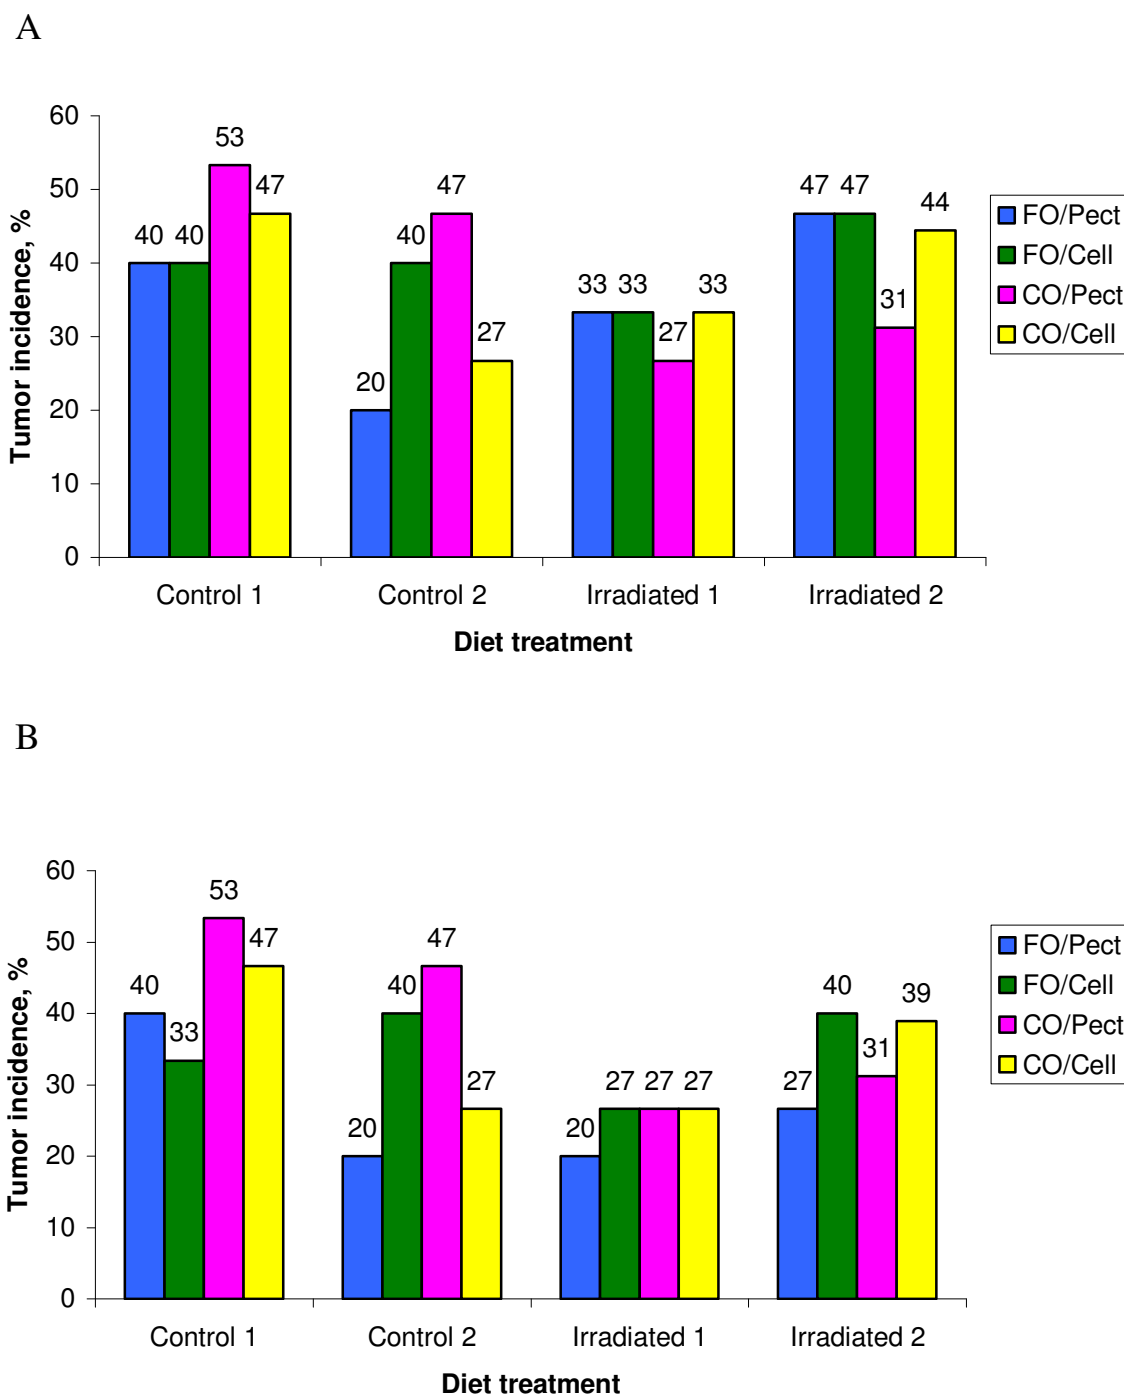 A
60
50
40
30
20
10
0
Tumor incidence, %
40 40 53 47
20 40 47 27
33 33 27 33
47 47 31 44
Control 1 Control 2 Irradiated 1 Irradiated 2
Diet treatment
FO/Pect
FO/Cell
CO/Pect
CO/Cell
B
60
50
40
30
20
10
0
Tumor incidence, %
40 33 53 47
20 40 47 27
20 27 27 27
27 40 31 39
Control 1 Control 2 Irradiated 1 Irradiated 2
Diet treatment
FO/Pect
FO/Cell
CO/Pect
CO/Cell